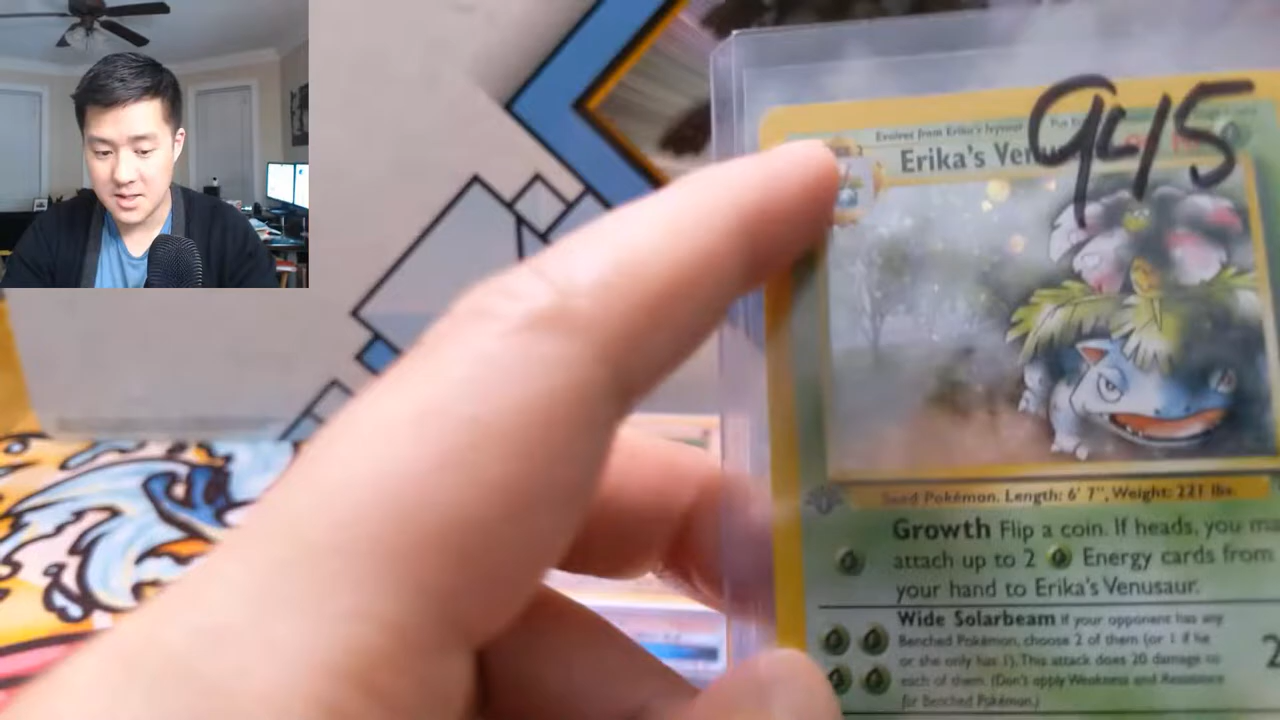 945
Evolves from Erika's Ivysaur
Erika's Venu
Seed Pokémon. Length: 6' 7", Weight: 221 lbs.
Growth Flip a coin. If heads, you ma
attach up to 2 Energy cards from
your hand to Erika's Venusaur.
Wide Solarbeam If your opponent has any
Benched Pokémon, choose 2 of them (or 1 if he
or she only has 1). This attack does 20 damage to
each of them. (Don't apply Weakness and Resistance
for Benched Pokémon.)
2